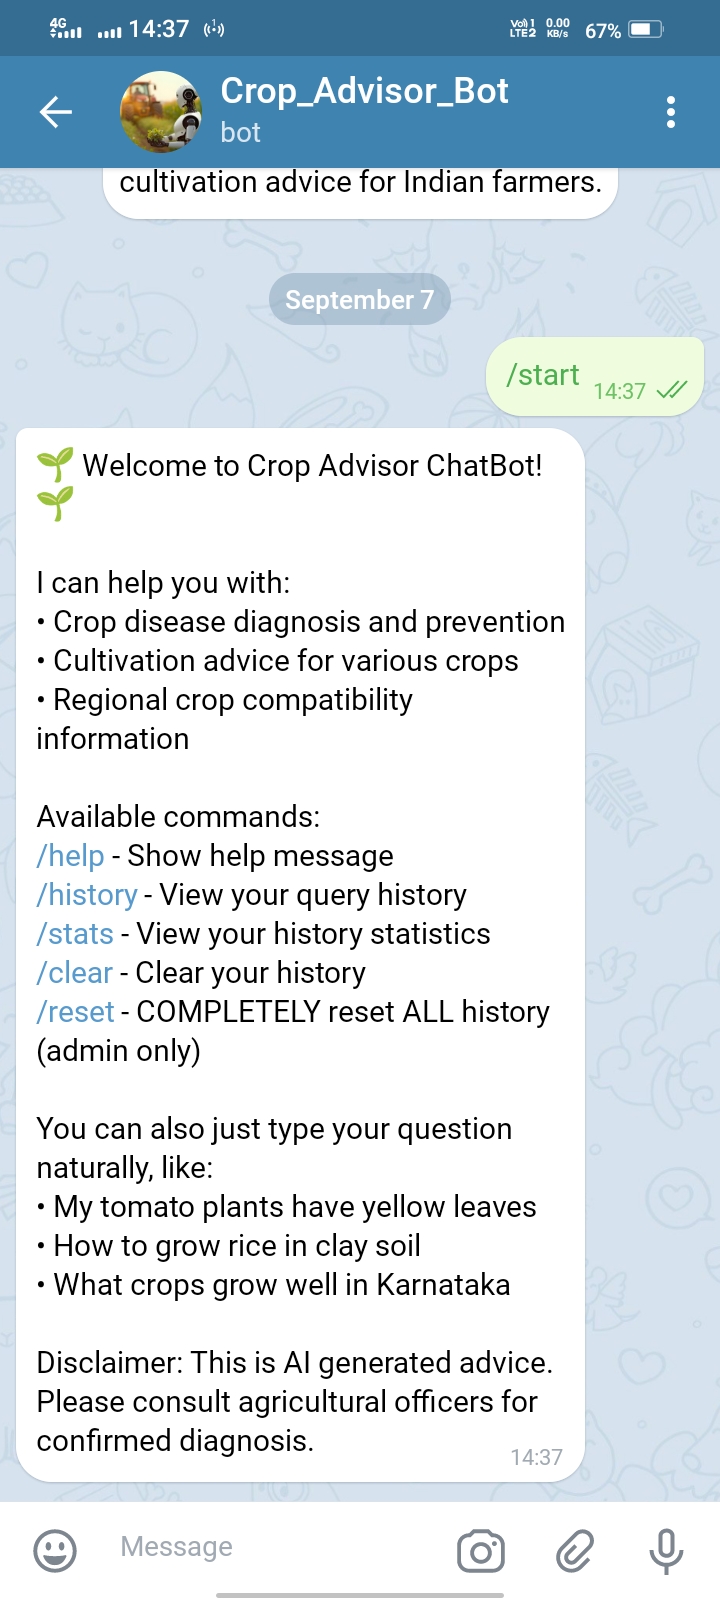 4G 14:37 Vo)) 1 LTE2 0.00 KB/s 67%
Crop_Advisor_Bot
bot
cultivation advice for Indian farmers.
September 7
/start 14:37
🌱 Welcome to Crop Advisor ChatBot!
🌱
I can help you with:
• Crop disease diagnosis and prevention
• Cultivation advice for various crops
• Regional crop compatibility
information
Available commands:
/help - Show help message
/history - View your query history
/stats - View your history statistics
/clear - Clear your history
/reset - COMPLETELY reset ALL history
(admin only)
You can also just type your question
naturally, like:
• My tomato plants have yellow leaves
• How to grow rice in clay soil
• What crops grow well in Karnataka
Disclaimer: This is AI generated advice.
Please consult agricultural officers for
confirmed diagnosis.
14:37
Message